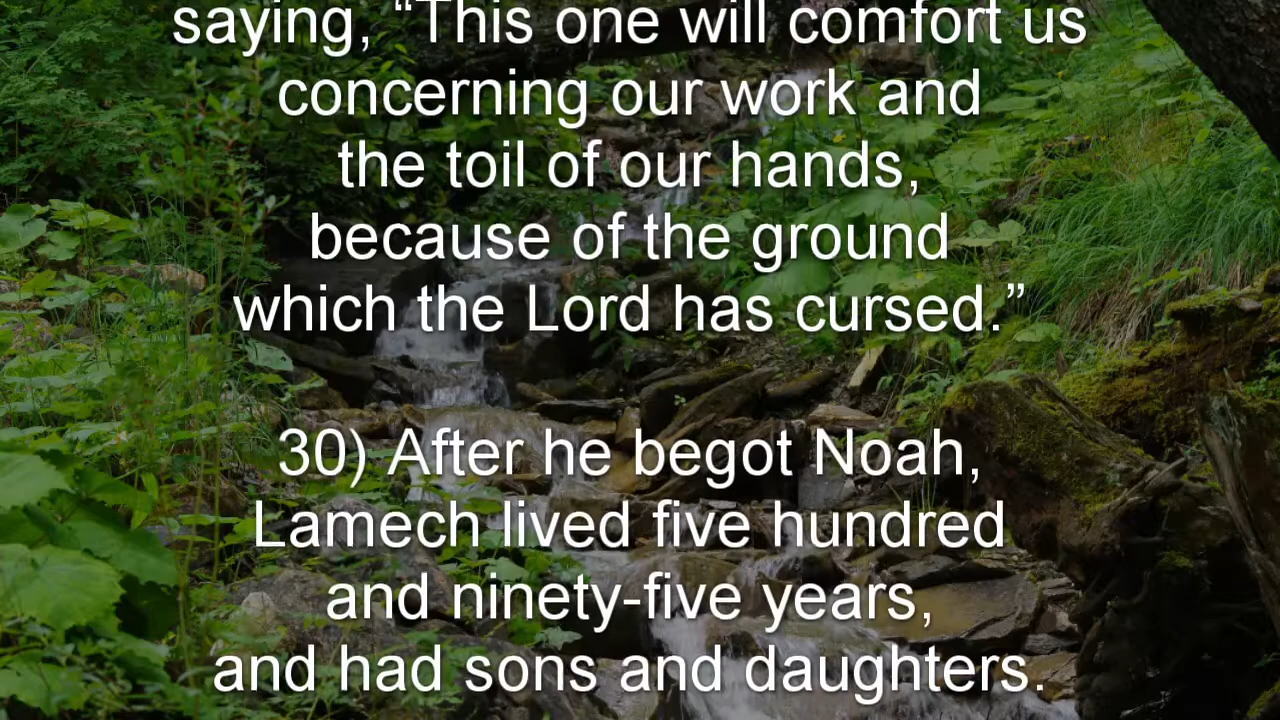 saying, “This one will comfort us
concerning our work and
the toil of our hands,
because of the ground
which the Lord has cursed.”
30) After he begot Noah,
Lamech lived five hundred
and ninety-five years,
and had sons and daughters.